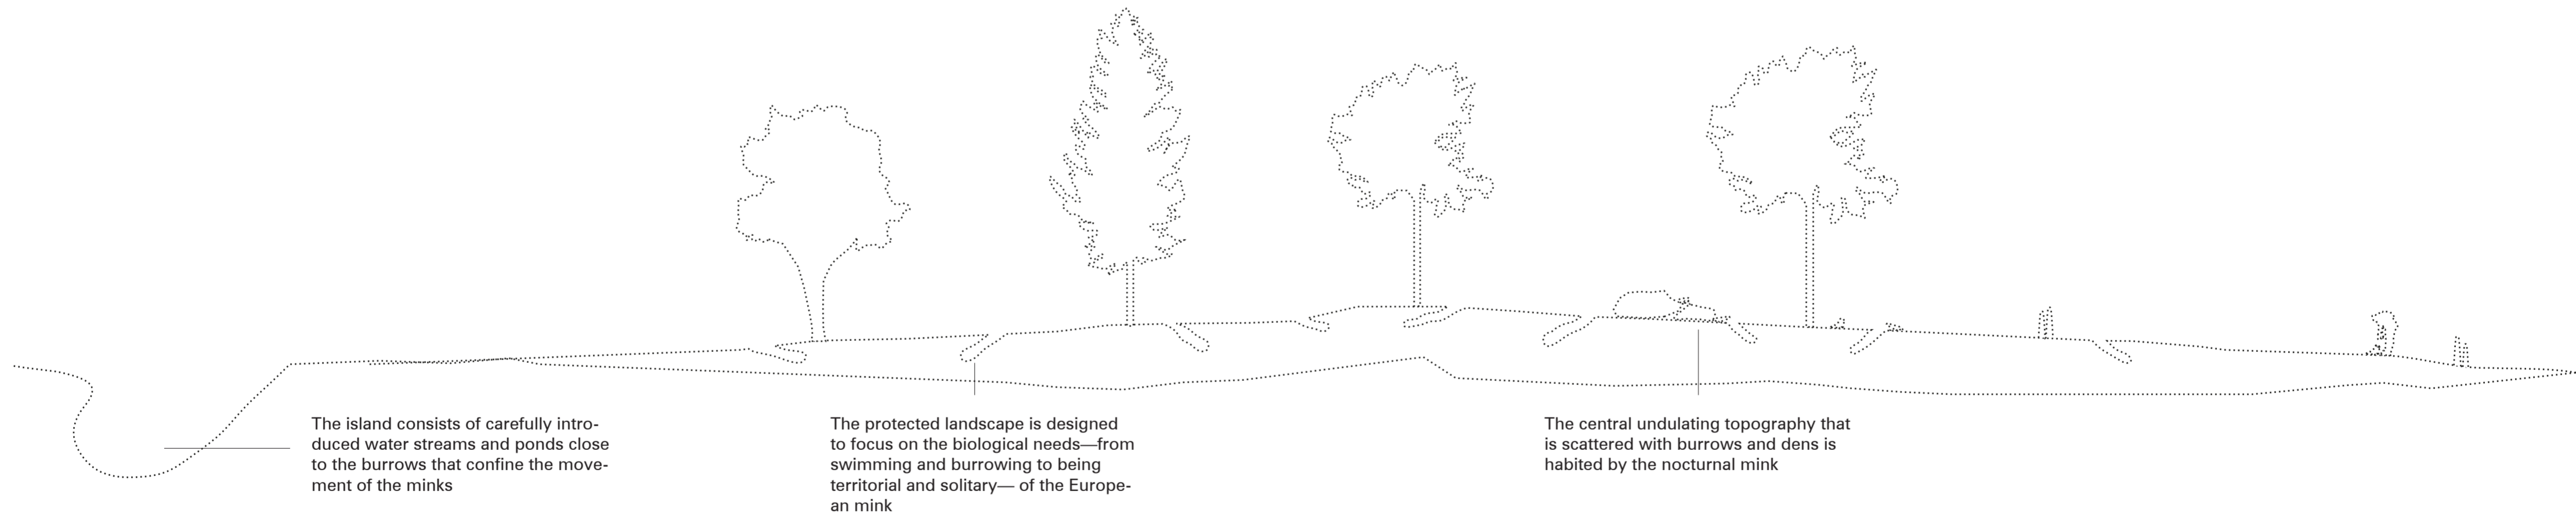 The island consists of carefully intro-
duced water streams and ponds close
to the burrows that confine the move-
ment of the minks
The protected landscape is designed
to focus on the biological needs—from
swimming and burrowing to being
territorial and solitary— of the Europe-
an mink
The central undulating topography that
is scattered with burrows and dens is
habited by the nocturnal mink